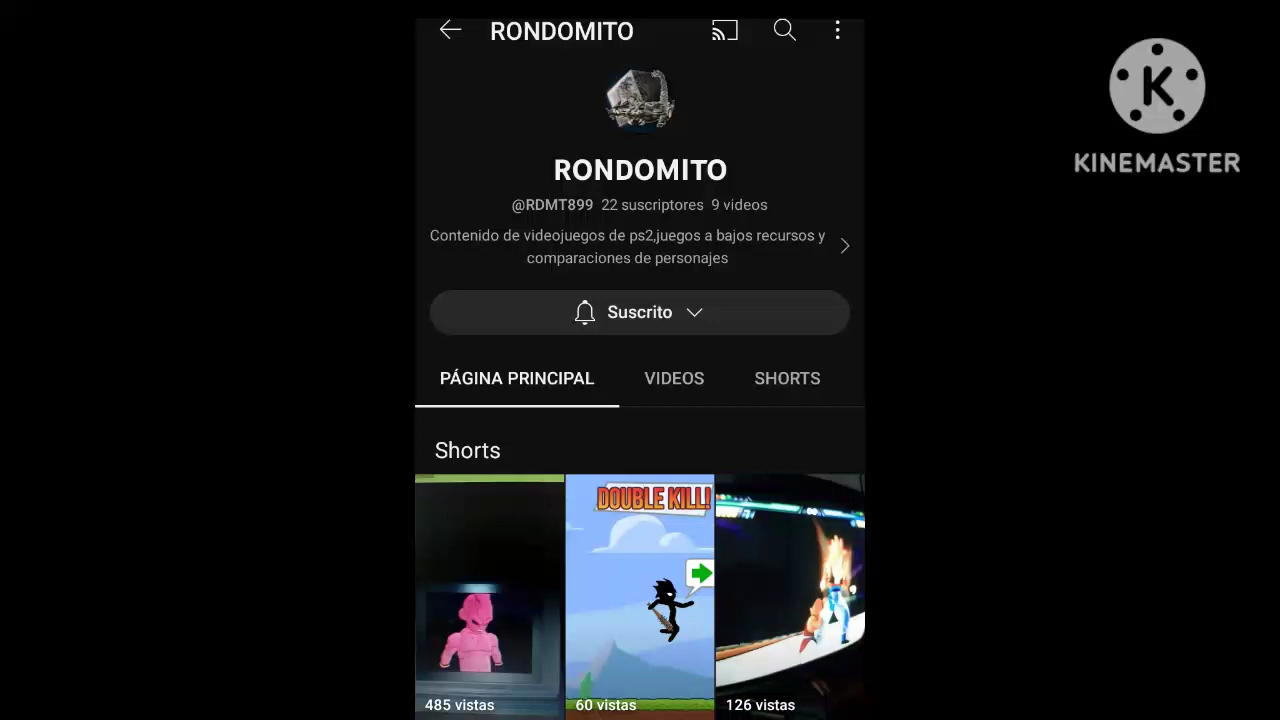 RONDOMITO
K
KINEMASTER
RONDOMITO
@RDMT899 22 suscriptores 9 videos
Contenido de videojuegos de ps2,juegos a bajos recursos y
comparaciones de personajes
Suscrito
PÁGINA PRINCIPAL VIDEOS SHORTS
Shorts
DOUBLE KILL!
485 vistas 60 vistas 126 vistas